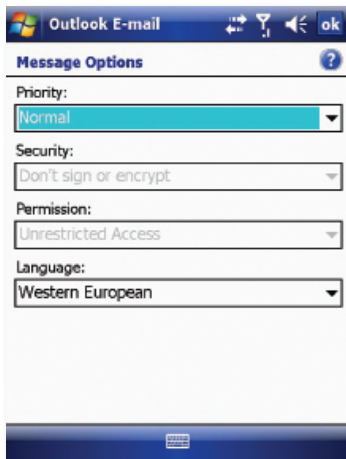 Outlook E-mail ok
Message Options ?
Priority:
Normal
Security:
Don't sign or encrypt
Permission:
Unrestricted Access
Language:
Western European